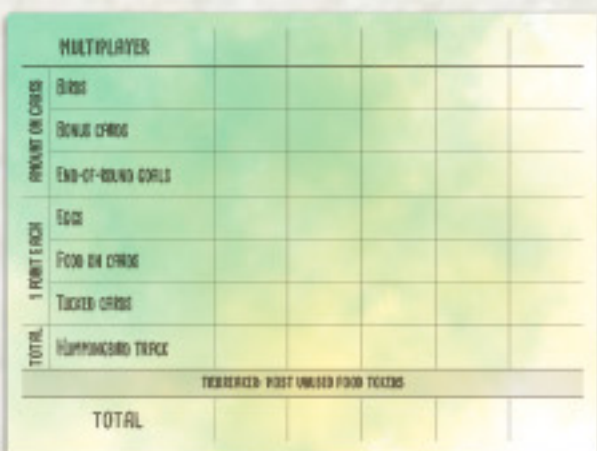 MULTIPLAYER
AMOUNT ON CARDS
BIRDS
BONUS CARDS
END-OF-ROUND GOALS
1 POINT EACH
EGGS
FOOD ON CARDS
TUCKED CARDS
TOTAL
HUMMINGBIRD TRACK
TIEBREAKER: MOST UNUSED FOOD TOKENS
TOTAL